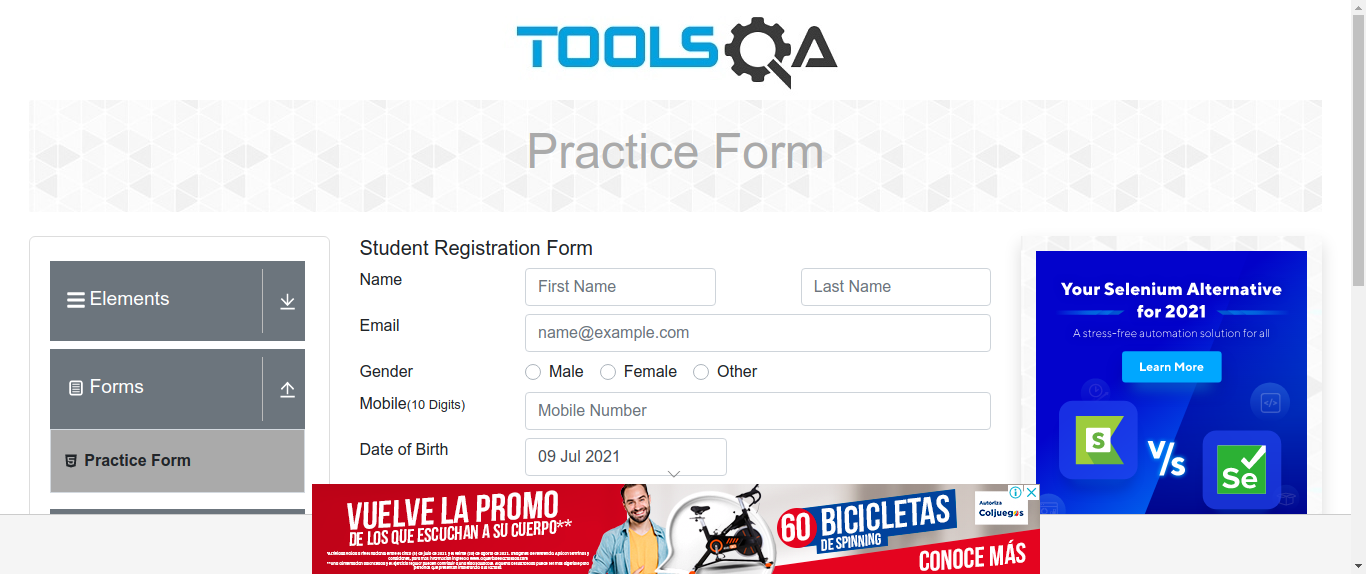 TOOLSQA
Practice Form
Elements
Forms
Practice Form
Student Registration Form
Name
First Name
Last Name
Email
name@example.com
Gender
Male
Female
Other
Mobile(10 Digits)
Mobile Number
Date of Birth
09 Jul 2021
Your Selenium Alternative
for 2021
A stress-free automation solution for all
Learn More
S
V/s
Se
VUELVE LA PROMO
DE LOS QUE ESCUCHAN A SU CUERPO**
60 BICICLETAS
DE SPINNING
Autoriza
Coljuegos
CONOCE MÁS